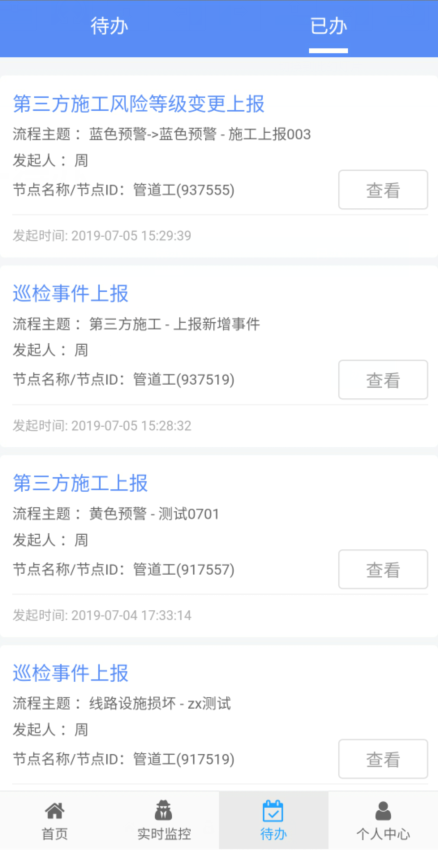 待办
已办
第三方施工风险等级变更上报
流程主题： 蓝色预警->蓝色预警 - 施工上报003
发起人： 周
节点名称/节点ID： 管道工(937555)
查看
发起时间: 2019-07-05 15:29:39
巡检事件上报
流程主题： 第三方施工 - 上报新增事件
发起人： 周
节点名称/节点ID： 管道工(937519)
查看
发起时间: 2019-07-05 15:28:32
第三方施工上报
流程主题： 黄色预警 - 测试0701
发起人： 周
节点名称/节点ID： 管道工(917557)
查看
发起时间: 2019-07-04 17:33:14
巡检事件上报
流程主题： 线路设施损坏 - zx测试
发起人： 周
节点名称/节点ID： 管道工(917519)
查看
首页
实时监控
待办
个人中心